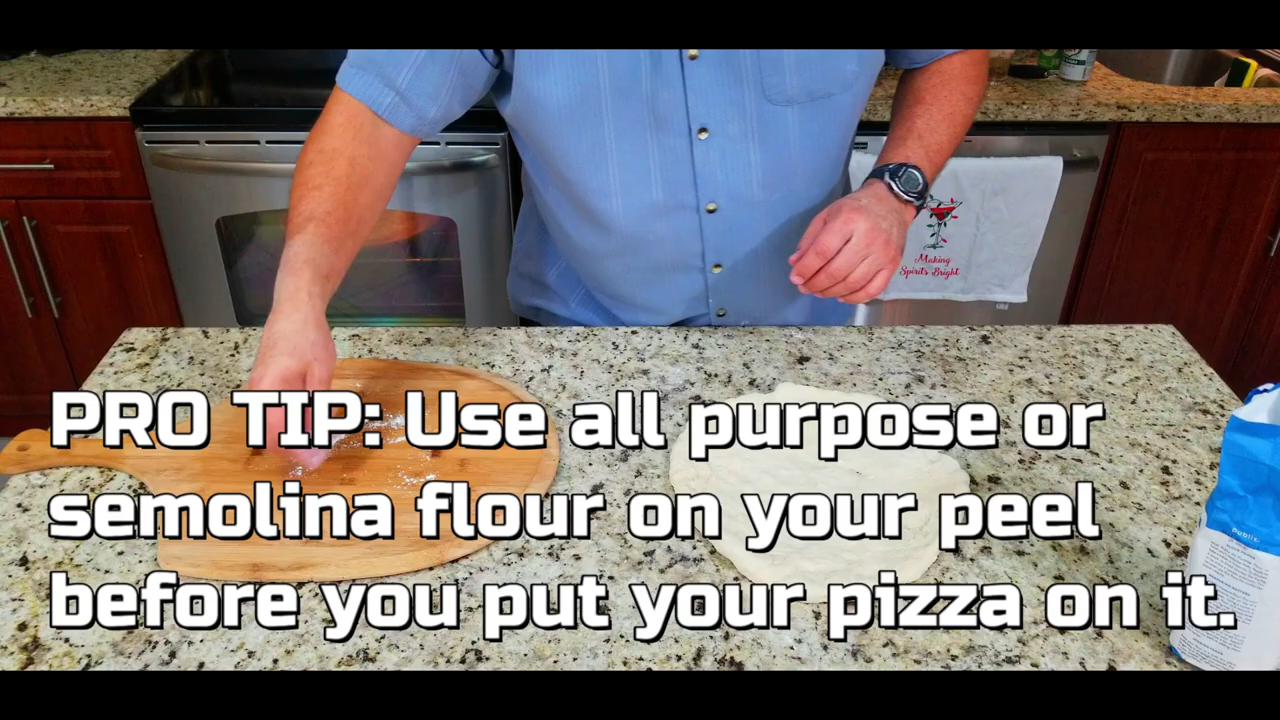 Making
Spirits Bright
PRO TIP: Use all purpose or
semolina flour on your peel
before you put your pizza on it.
Publix